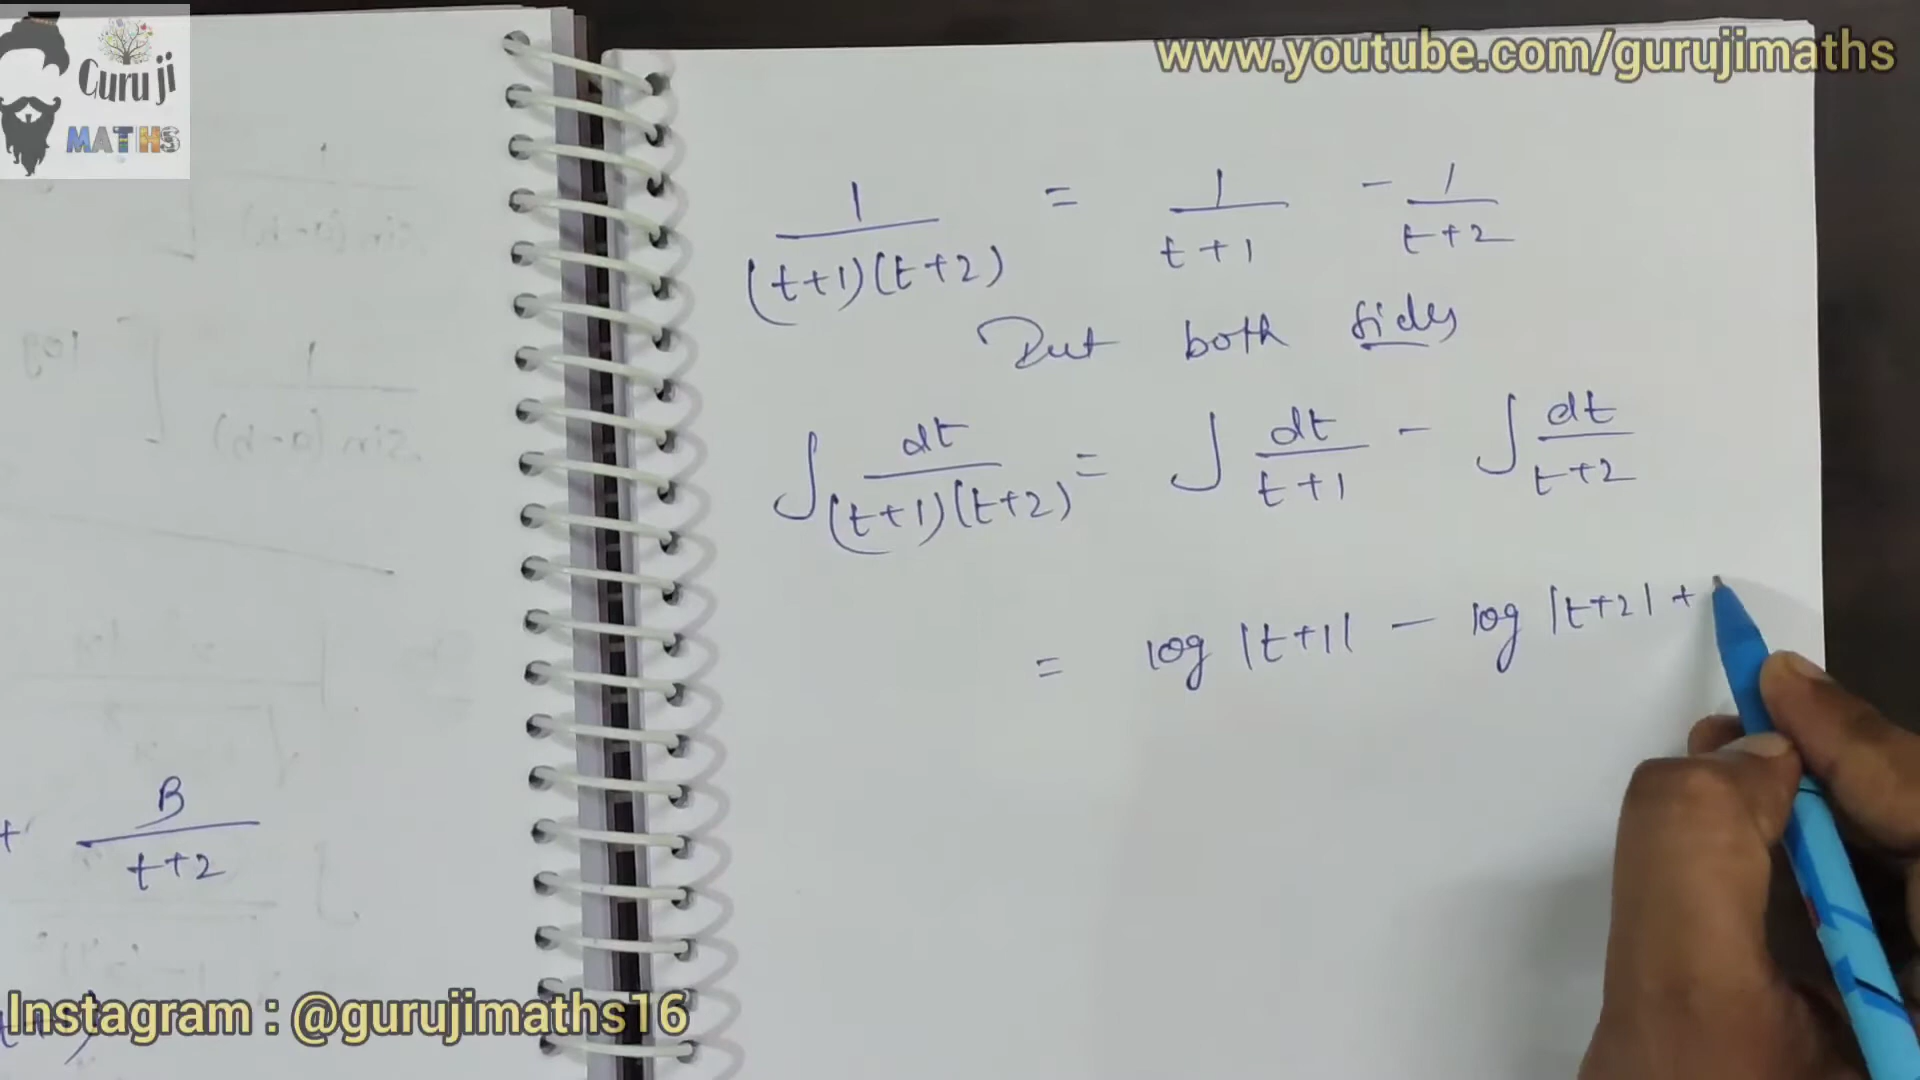 Guru ji
MATHS
www.youtube.com/gurujimaths
1/((t+1)(t+2)) = 1/(t+1) - 1/(t+2)
Put both sides
∫ dt/((t+1)(t+2)) = ∫ dt/(t+1) - ∫ dt/(t+2)
= log |t+1| - log |t+2| +
+ B/(t+2)
Instagram : @gurujimaths16